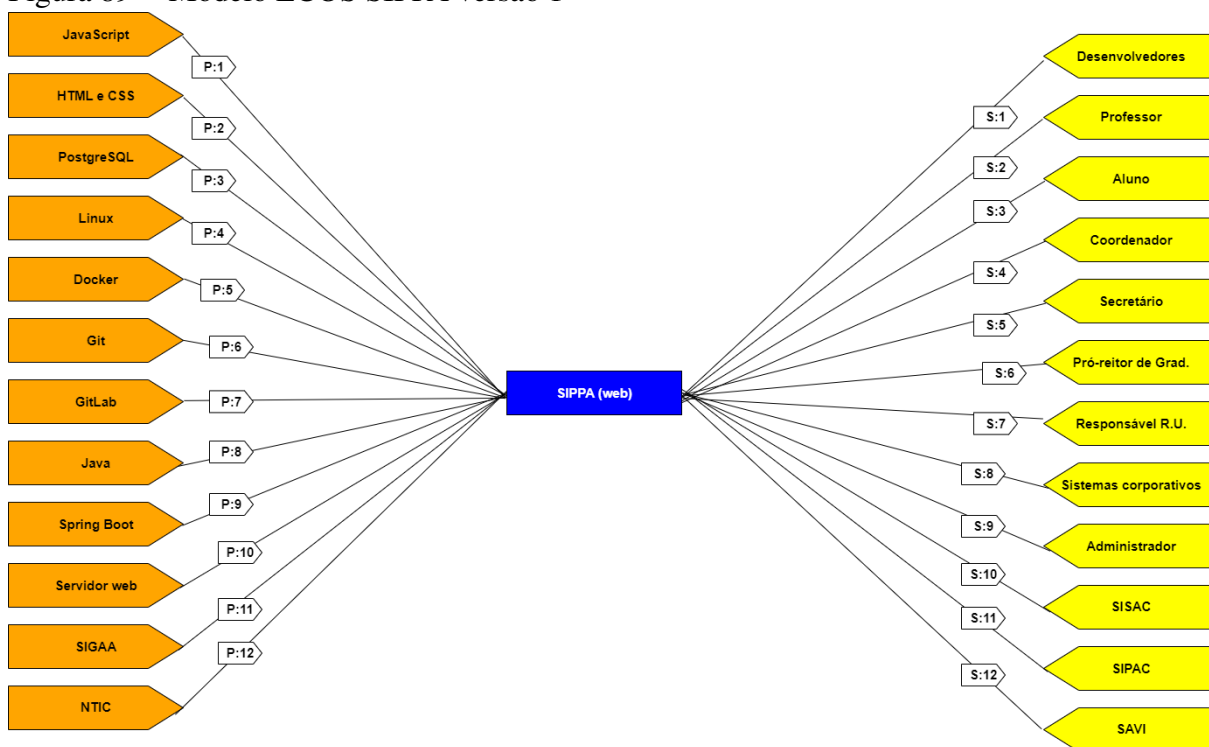 JavaScript
HTML e CSS
PostgreSQL
Linux
Docker
Git
GitLab
Java
Spring Boot
Servidor web
SIGAA
NTIC
P:1
P:2
P:3
P:4
P:5
P:6
P:7
P:8
P:9
P:10
P:11
P:12
SIPPA (web)
S:1
S:2
S:3
S:4
S:5
S:6
S:7
S:8
S:9
S:10
S:11
S:12
Desenvolvedores
Professor
Aluno
Coordenador
Secretário
Pró-reitor de Grad.
Responsável R.U.
Sistemas corporativos
Administrador
SISAC
SIPAC
SAVI